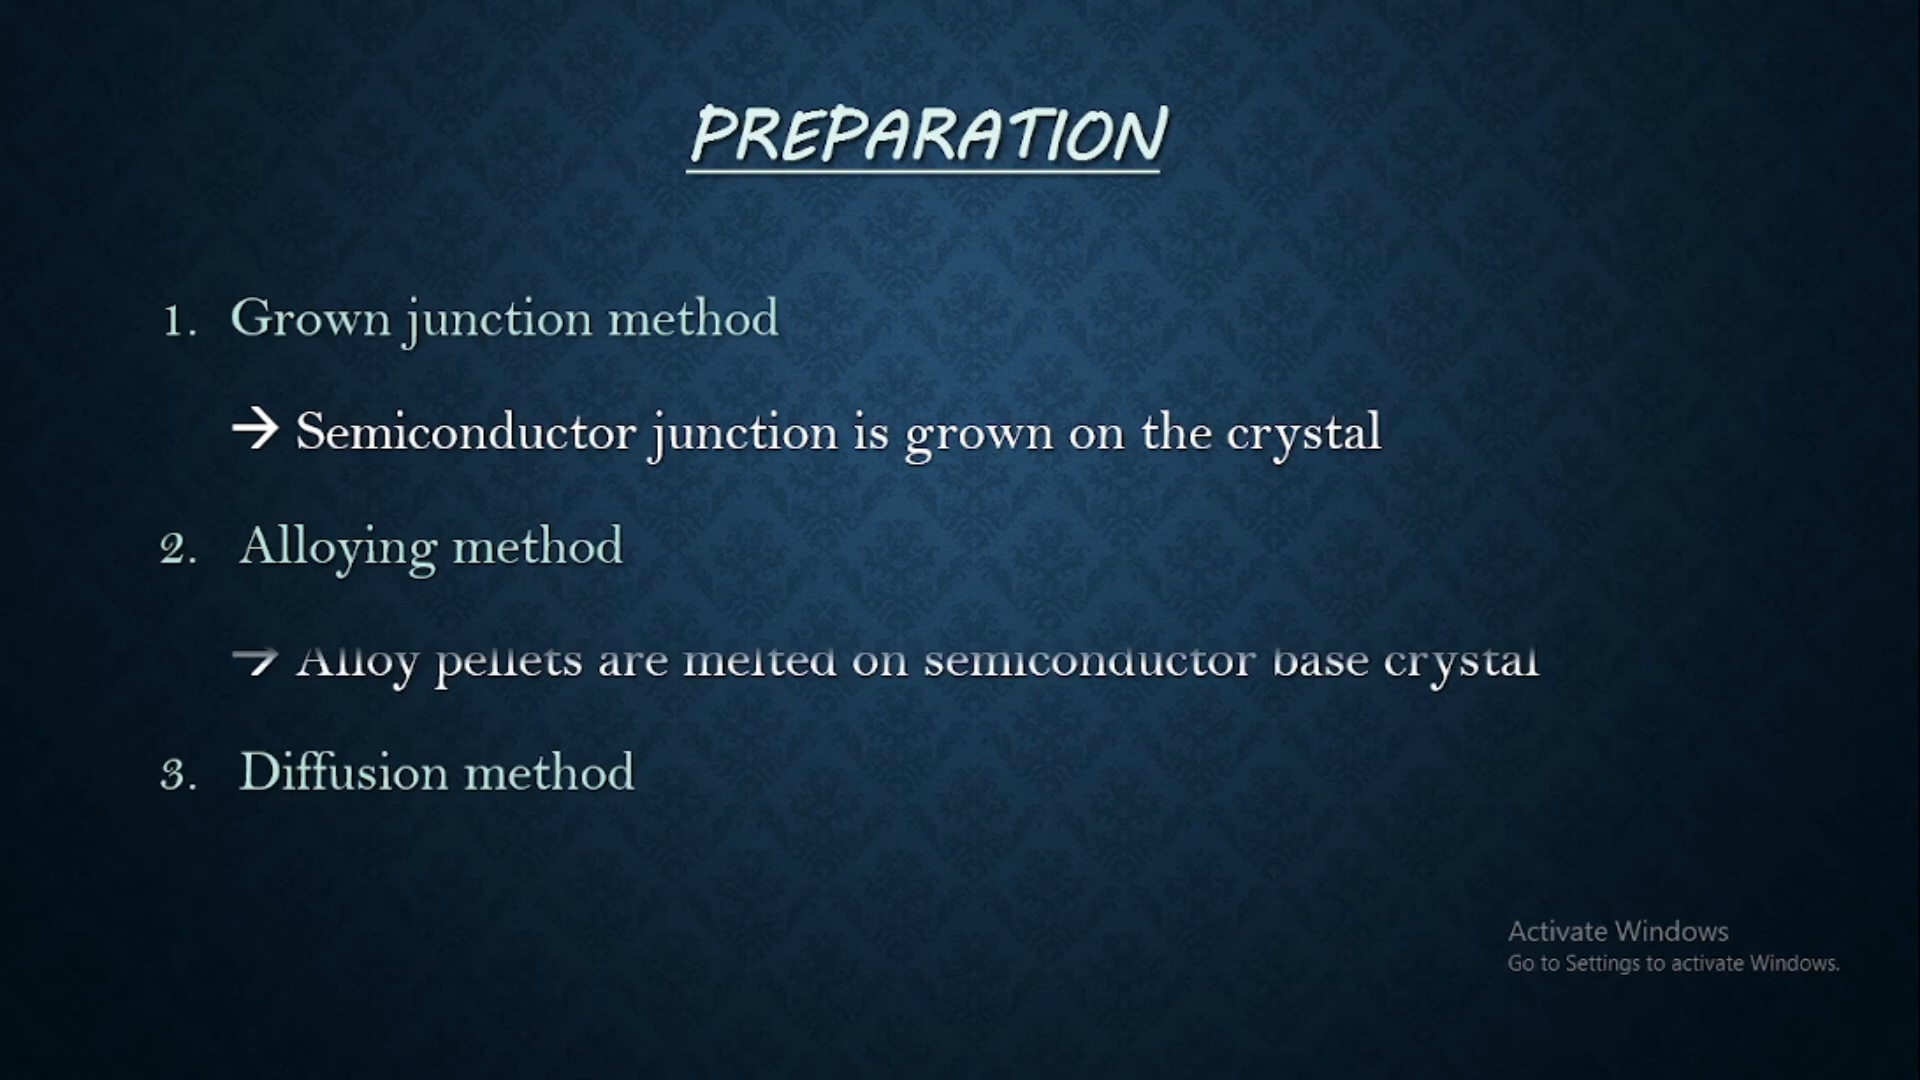 PREPARATION
1. Grown junction method
→ Semiconductor junction is grown on the crystal
2. Alloying method
→ Alloy pellets are melted on semiconductor base crystal
3. Diffusion method
Activate Windows
Go to Settings to activate Windows.